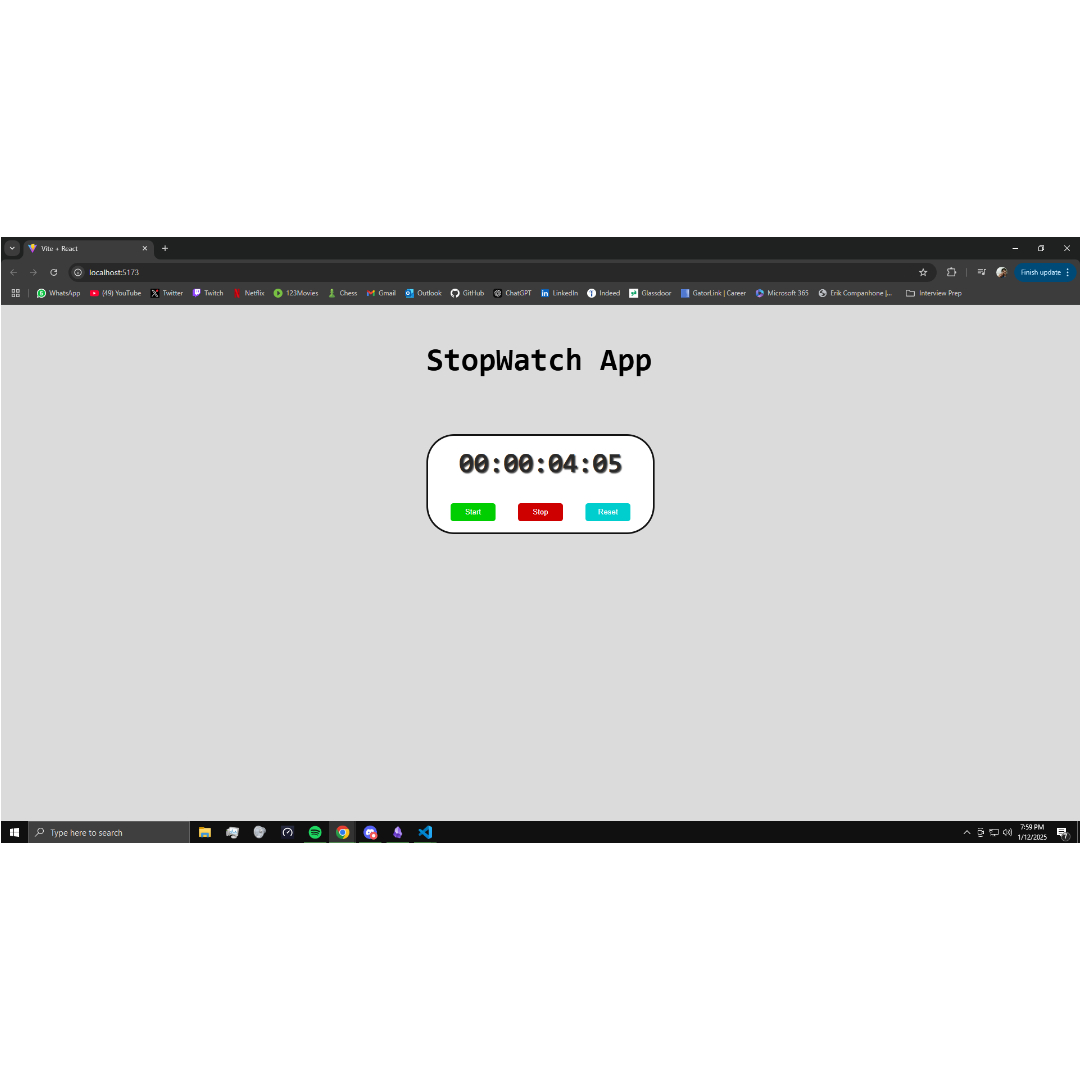 Vite + React
localhost:5173
Finish update
WhatsApp (49) YouTube Twitter Twitch Netflix 123Movies Chess Gmail Outlook GitHub ChatGPT LinkedIn Indeed Glassdoor GatorLink | Career Microsoft 365 Erik Companhone |... Interview Prep
StopWatch App
00:00:04:05
Start Stop Reset
Type here to search
7:59 PM
1/12/2025
7